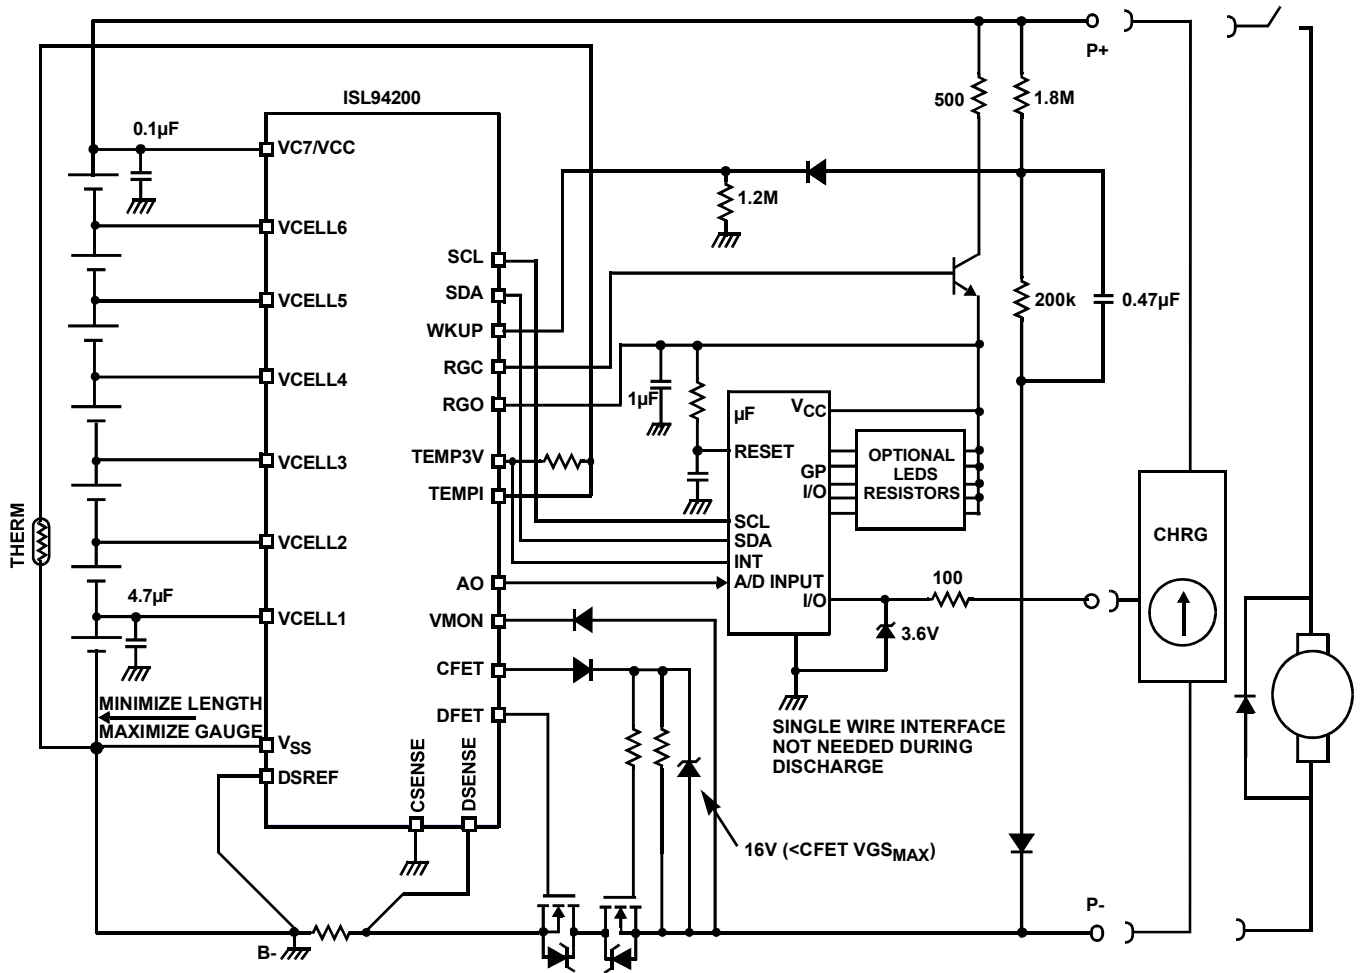 P+
ISL94200
500
1.8M
0.1µF
VC7/VCC
1.2M
VCELL6
SCL
SDA
VCELL5
200k
0.47µF
WKUP
RGC
VCELL4
RGO
1µF
µF
VCC
RESET
TEMP3V
VCELL3
GP
I/O
OPTIONAL
LEDS
RESISTORS
TEMPI
SCL
THERM
VCELL2
SDA
INT
CHRG
AO
A/D INPUT
I/O
100
4.7µF
VCELL1
VMON
3.6V
CFET
MINIMIZE LENGTH
MAXIMIZE GAUGE
DFET
SINGLE WIRE INTERFACE
NOT NEEDED DURING
DISCHARGE
VSS
DSREF
CSENSE
DSENSE
16V (<CFET VGSMAX)
P-
B-